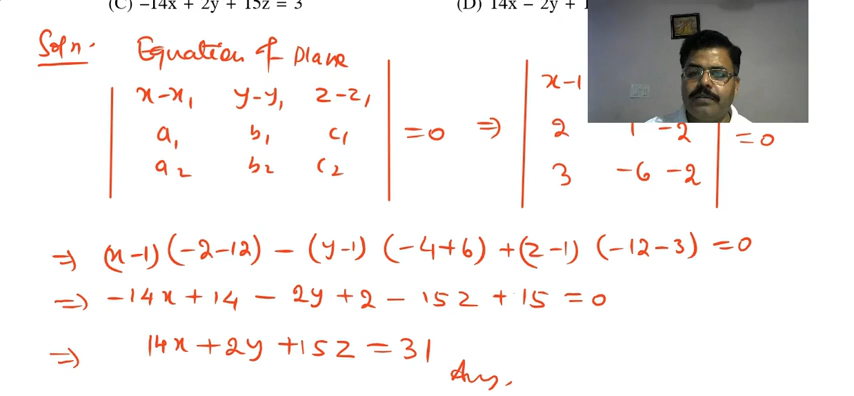 (C) –14x + 2y + 15z = 3
(D) 14x – 2y + 1
Soln.
Equation of plane
| x-x₁ y-y₁ z-z₁ |
| a₁ b₁ c₁ | = 0
| a₂ b₂ c₂ |
⇒ | x-1
| 2 1 -2 | = 0
| 3 -6 -2 |
⇒ (x-1) (-2-12) - (y-1) (-4+6) + (z-1) (-12-3) = 0
⇒ -14x + 14 - 2y + 2 - 15z + 15 = 0
⇒ 14x + 2y + 15z = 31
Ans.